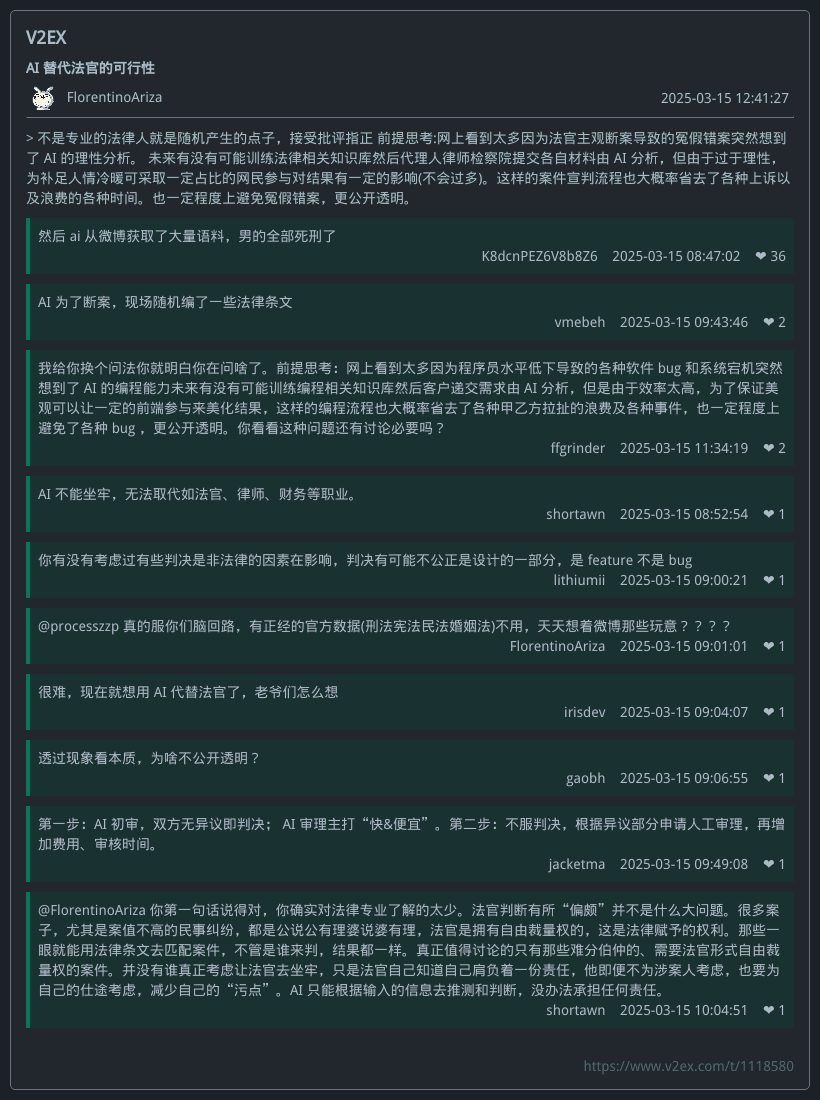 V2EX
AI 替代法官的可行性
FlorentinoAriza 2025-03-15 12:41:27
> 不是专业的法律人就是随机产生的点子，接受批评指正 前提思考:网上看到太多因为法官主观断案导致的冤假错案突然想到
了 AI 的理性分析。 未来有没有可能训练法律相关知识库然后代理人律师检察院提交各自材料由 AI 分析，但由于过于理性，
为补足人情冷暖可采取一定占比的网民参与对结果有一定的影响(不会过多)。这样的案件宣判流程也大概率省去了各种上诉以
及浪费的各种时间。也一定程度上避免冤假错案，更公开透明。
然后 ai 从微博获取了大量语料，男的全部死刑了
K8dcnPEZ6V8b8Z6 2025-03-15 08:47:02 ❤ 36
AI 为了断案，现场随机编了一些法律条文
vmebeh 2025-03-15 09:43:46 ❤ 2
我给你换个问法你就明白你在问啥了。前提思考：网上看到太多因为程序员水平低下导致的各种软件 bug 和系统宕机突然
想到了 AI 的编程能力未来有没有可能训练编程相关知识库然后客户递交需求由 AI 分析，但是由于效率太高，为了保证美
观可以让一定的前端参与来美化结果，这样的编程流程也大概率省去了各种甲乙方拉扯的浪费及各种事件，也一定程度上
避免了各种 bug ，更公开透明。你看看这种问题还有讨论必要吗？
ffgrinder 2025-03-15 11:34:19 ❤ 2
AI 不能坐牢，无法取代如法官、律师、财务等职业。
shortawn 2025-03-15 08:52:54 ❤ 1
你有没有考虑过有些判决是非法律的因素在影响，判决有可能不公正是设计的一部分，是 feature 不是 bug
lithiumii 2025-03-15 09:00:21 ❤ 1
@processzzp 真的服你们脑回路，有正经的官方数据(刑法宪法民法婚姻法)不用，天天想着微博那些玩意？？？？
FlorentinoAriza 2025-03-15 09:01:01 ❤ 1
很难，现在就想用 AI 代替法官了，老爷们怎么想
irisdev 2025-03-15 09:04:07 ❤ 1
透过现象看本质，为啥不公开透明？
gaobh 2025-03-15 09:06:55 ❤ 1
第一步：AI 初审，双方无异议即判决； AI 审理主打“快&便宜”。第二步：不服判决，根据异议部分申请人工审理，再增
加费用、审核时间。
jacketma 2025-03-15 09:49:08 ❤ 1
@FlorentinoAriza 你第一句话说得对，你确实对法律专业了解的太少。法官判断有所“偏颇”并不是什么大问题。很多案
子，尤其是案值不高的民事纠纷，都是公说公有理婆说婆有理，法官是拥有自由裁量权的，这是法律赋予的权利。那些一
眼就能用法律条文去匹配案件，不管是谁来判，结果都一样。真正值得讨论的只有那些难分伯仲的、需要法官形式自由裁
量权的案件。并没有谁真正考虑让法官去坐牢，只是法官自己知道自己肩负着一份责任，他即便不为涉案人考虑，也要为
自己的仕途考虑，减少自己的“污点”。AI 只能根据输入的信息去推测和判断，没办法承担任何责任。
shortawn 2025-03-15 10:04:51 ❤ 1
https://www.v2ex.com/t/1118580